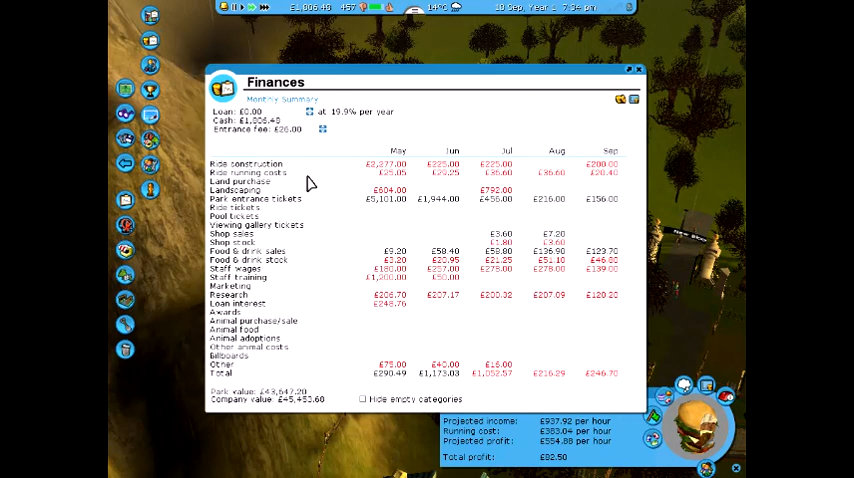 £1,806.48 457 14°C 18 Sep, Year 1 - 7:34 pm
Finances
Monthly Summary
Loan: £0.00 at 19.9% per year
Cash: £1,806.48
Entrance fee: £26.00
May Jun Jul Aug Sep
Ride construction £2,277.00 £225.00 £225.00 £200.00
Ride running costs £25.05 £29.25 £36.60 £36.60 £20.40
Land purchase
Landscaping £604.00 £792.00
Park entrance tickets £5,101.00 £1,944.00 £456.00 £216.00 £156.00
Ride tickets
Pool tickets
Viewing gallery tickets
Shop sales £3.60 £7.20
Shop stock £1.80 £3.60
Food & drink sales £9.20 £58.40 £58.80 £136.90 £123.70
Food & drink stock £3.20 £20.95 £21.25 £51.10 £46.80
Staff wages £180.00 £257.00 £278.00 £278.00 £139.00
Staff training £1,200.00 £50.00
Marketing
Research £206.70 £207.17 £200.32 £207.09 £120.20
Loan interest £248.76
Awards
Animal purchase/sale
Animal food
Animal adoptions
Other animal costs
Billboards
Other £75.00 £40.00 £16.00
Total £290.49 £1,173.03 £1,052.57 £216.29 £246.70
Park value: £43,647.20
Company value: £45,453.68
Hide empty categories
Projected income: £937.92 per hour
Running cost: £383.04 per hour
Projected profit: £554.88 per hour
Total profit: £82.50